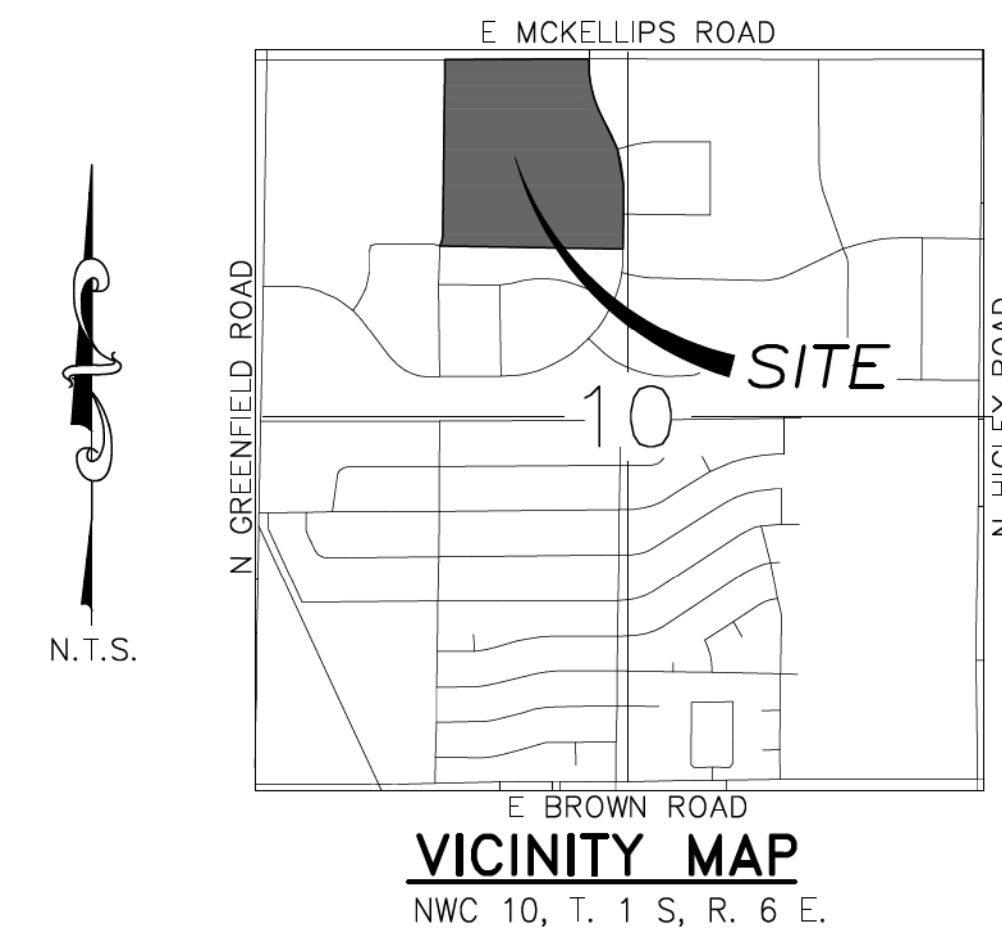 E MCKELLIPS ROAD
N GREENFIELD ROAD
SITE
10
N.T.S.
E BROWN ROAD
VICINITY MAP
NWC 10, T. 1 S, R. 6 E.